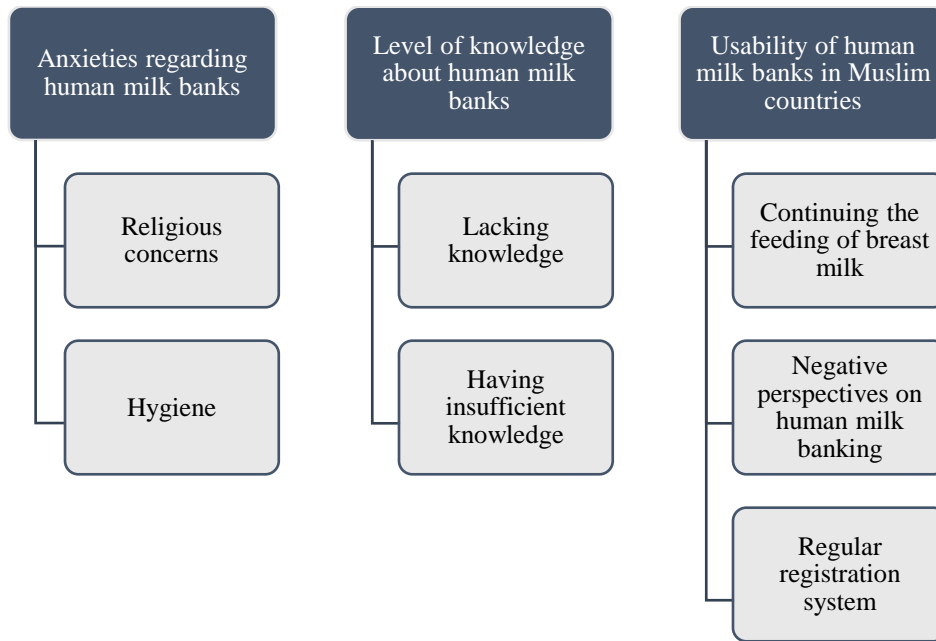 Anxieties regarding
human milk banks
Religious
concerns
Hygiene
Level of knowledge
about human milk
banks
Lacking
knowledge
Having
insufficient
knowledge
Usability of human
milk banks in Muslim
countries
Continuing the
feeding of breast
milk
Negative
perspectives on
human milk
banking
Regular
registration
system